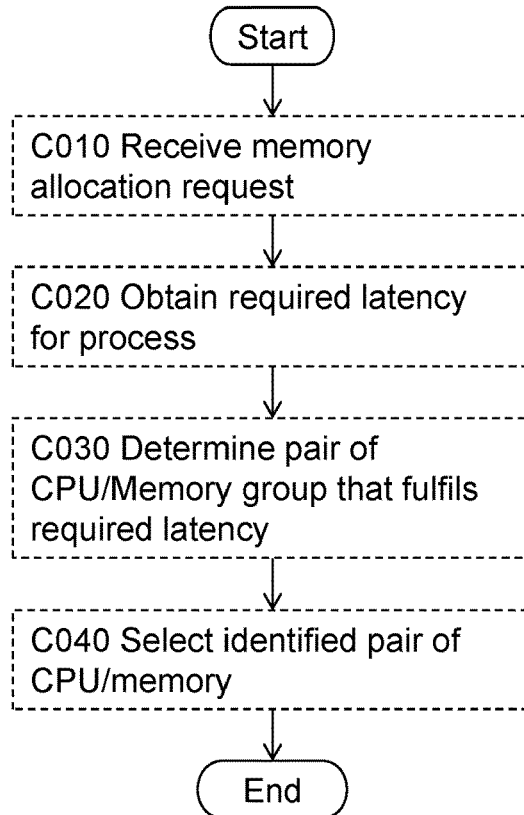 Start
C010 Receive memory
allocation request
C020 Obtain required latency
for process
C030 Determine pair of
CPU/Memory group that fulfils
required latency
C040 Select identified pair of
CPU/memory
End